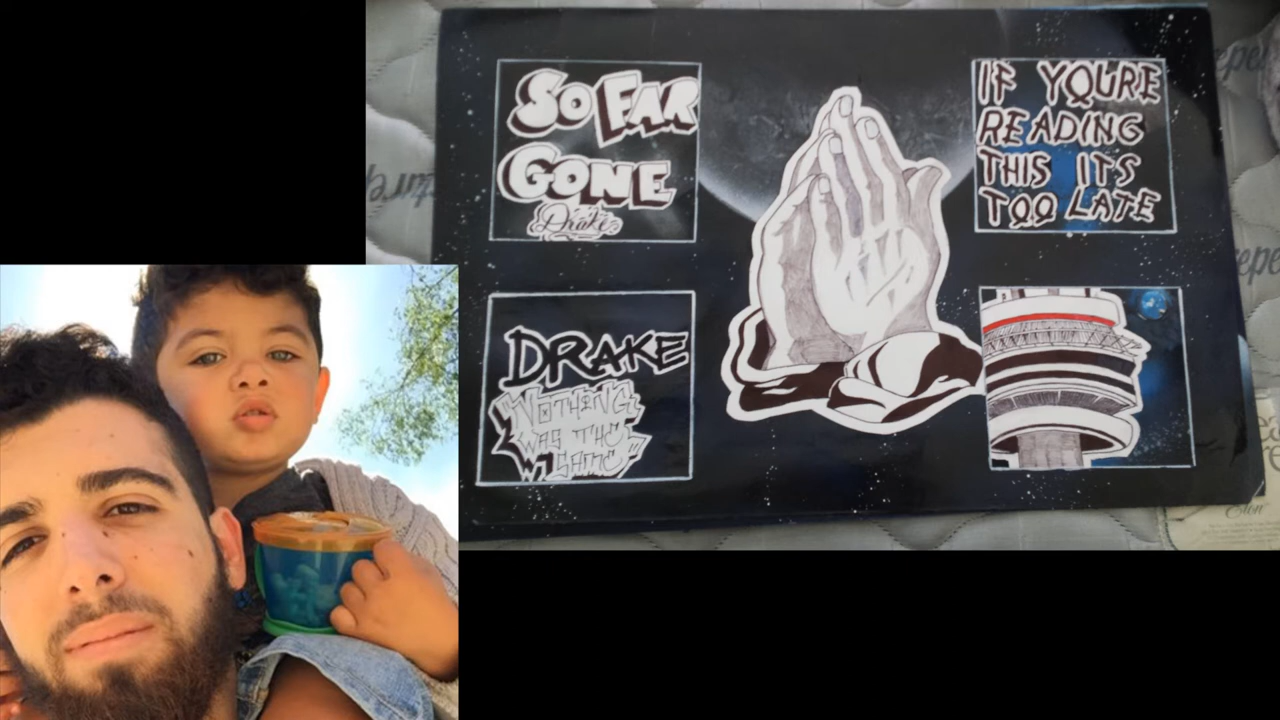 SO FAR
GONE
Drake
IF YOURE
READING
THIS ITS
TOO LATE
DRAKE
"NOTHING
WAS THE
SAME"